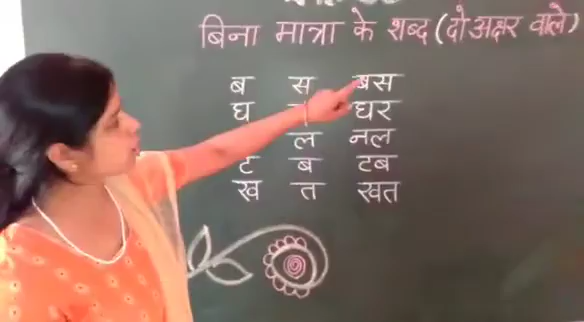 बिना मात्रा के शब्द (दो अक्षर वाले)
ब स बस
घ घर
ल नल
ट ब टब
ख त खत